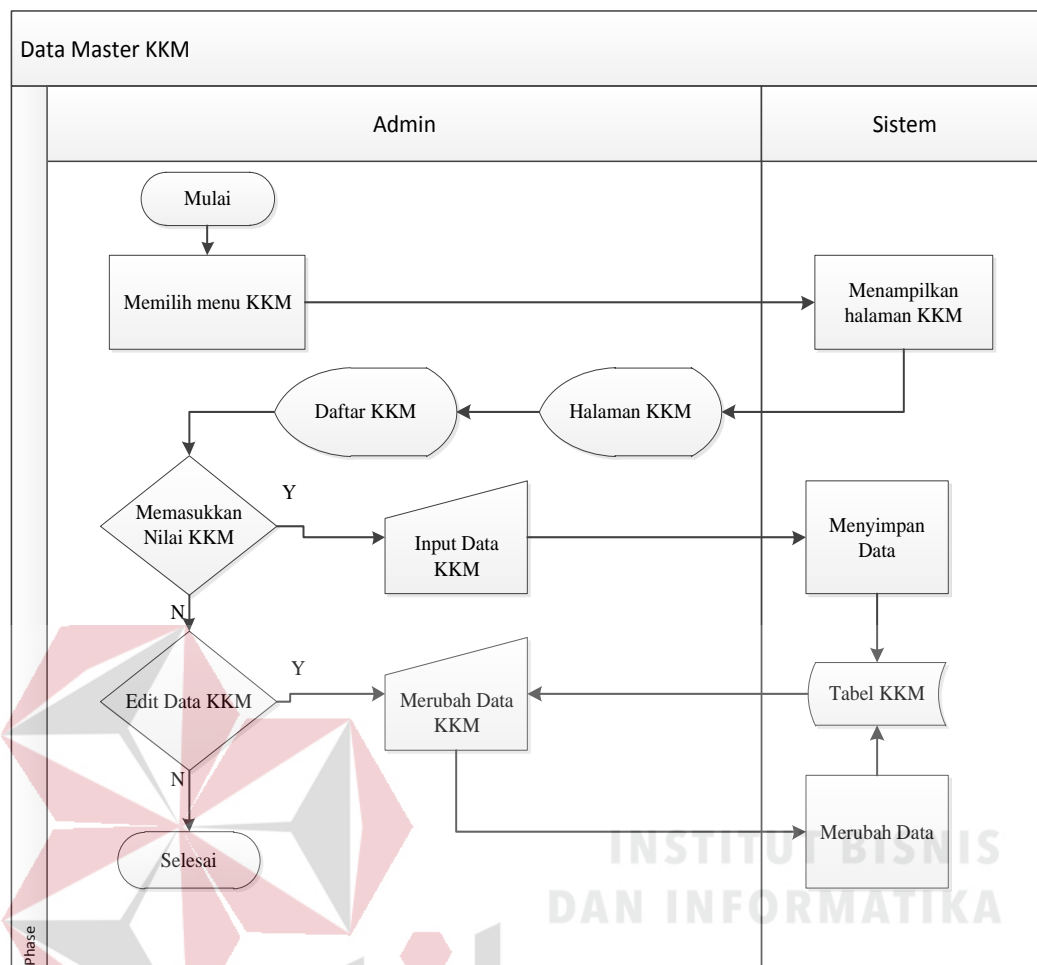 Data Master KKM
Admin
Sistem
Mulai
Memilih menu KKM
Menampilkan
halaman KKM
Daftar KKM
Halaman KKM
Memasukkan
Nilai KKM
Y
Input Data
KKM
Menyimpan
Data
N
Edit Data KKM
Y
Merubah Data
KKM
Tabel KKM
N
Merubah Data
Selesai
INSTITUT BISNIS
DAN INFORMATIKA
Phase